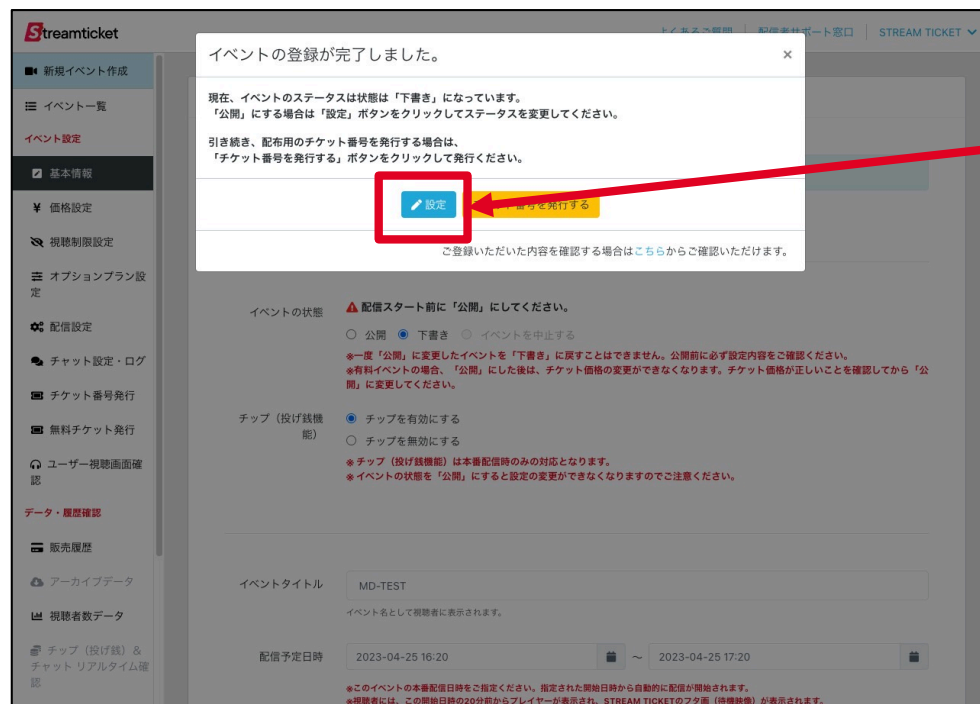 Streamticket
よくあるご質問 配信者サポート窓口 STREAM TICKET
イベントの登録が完了しました。 ×
現在、イベントのステータスは状態は「下書き」になっています。
「公開」にする場合は「設定」ボタンをクリックしてステータスを変更してください。
引き続き、配布用のチケット番号を発行する場合は、
「チケット番号を発行する」ボタンをクリックして発行ください。
設定
番号を発行する
ご登録いただいた内容を確認する場合はこちらからご確認いただけます。
新規イベント作成
イベント一覧
イベント設定
基本情報
¥ 価格設定
視聴制限設定
オプションプラン設
定
配信設定
チャット設定・ログ
チケット番号発行
無料チケット発行
ユーザー視聴画面確
認
データ・履歴確認
販売履歴
アーカイブデータ
視聴者数データ
チップ（投げ銭）&
チャット リアルタイム確
認
イベントの状態
配信スタート前に「公開」にしてください。
公開 下書き イベントを中止する
※一度「公開」に変更したイベントを「下書き」に戻すことはできません。公開前に必ず設定内容をご確認ください。
※有料イベントの場合、「公開」にした後は、チケット価格の変更ができなくなります。チケット価格が正しいことを確認してから「公
開」に変更してください。
チップ（投げ銭機
能）
チップを有効にする
チップを無効にする
※チップ（投げ銭機能）は本番配信時のみの対応となります。
※イベントの状態を「公開」にすると設定の変更ができなくなりますのでご注意ください。
イベントタイトル
MD-TEST
イベント名として視聴者に表示されます。
配信予定日時
2023-04-25 16:20 ～ 2023-04-25 17:20
※このイベントの本番配信日時をご指定ください。指定された開始日時から自動的に配信が開始されます。
※視聴者には、この開始日時の20分前からプレイヤーが表示され、STREAM TICKETのフタ画（待機映像）が表示されます。